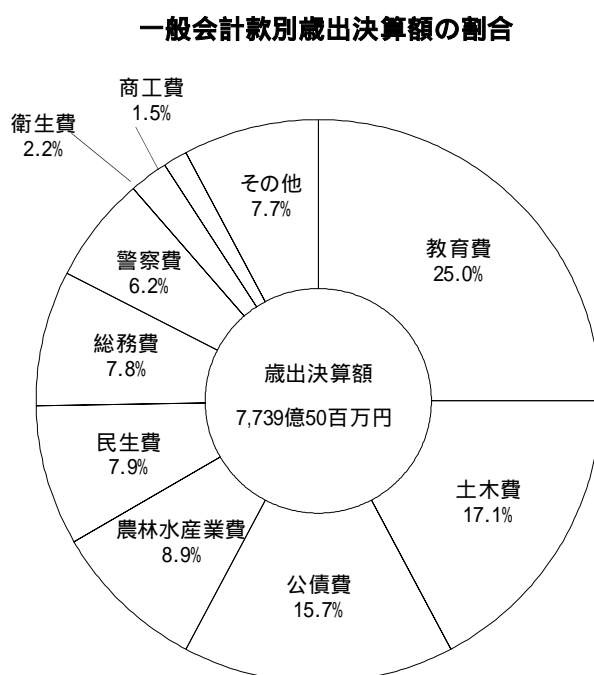 一般会計款別歳出決算額の割合
商工費
1.5%
衛生費
2.2%
その他
7.7%
教育費
25.0%
警察費
6.2%
総務費
7.8%
歳出決算額
7,739億50百万円
民生費
7.9%
土木費
17.1%
農林水産業費
8.9%
公債費
15.7%